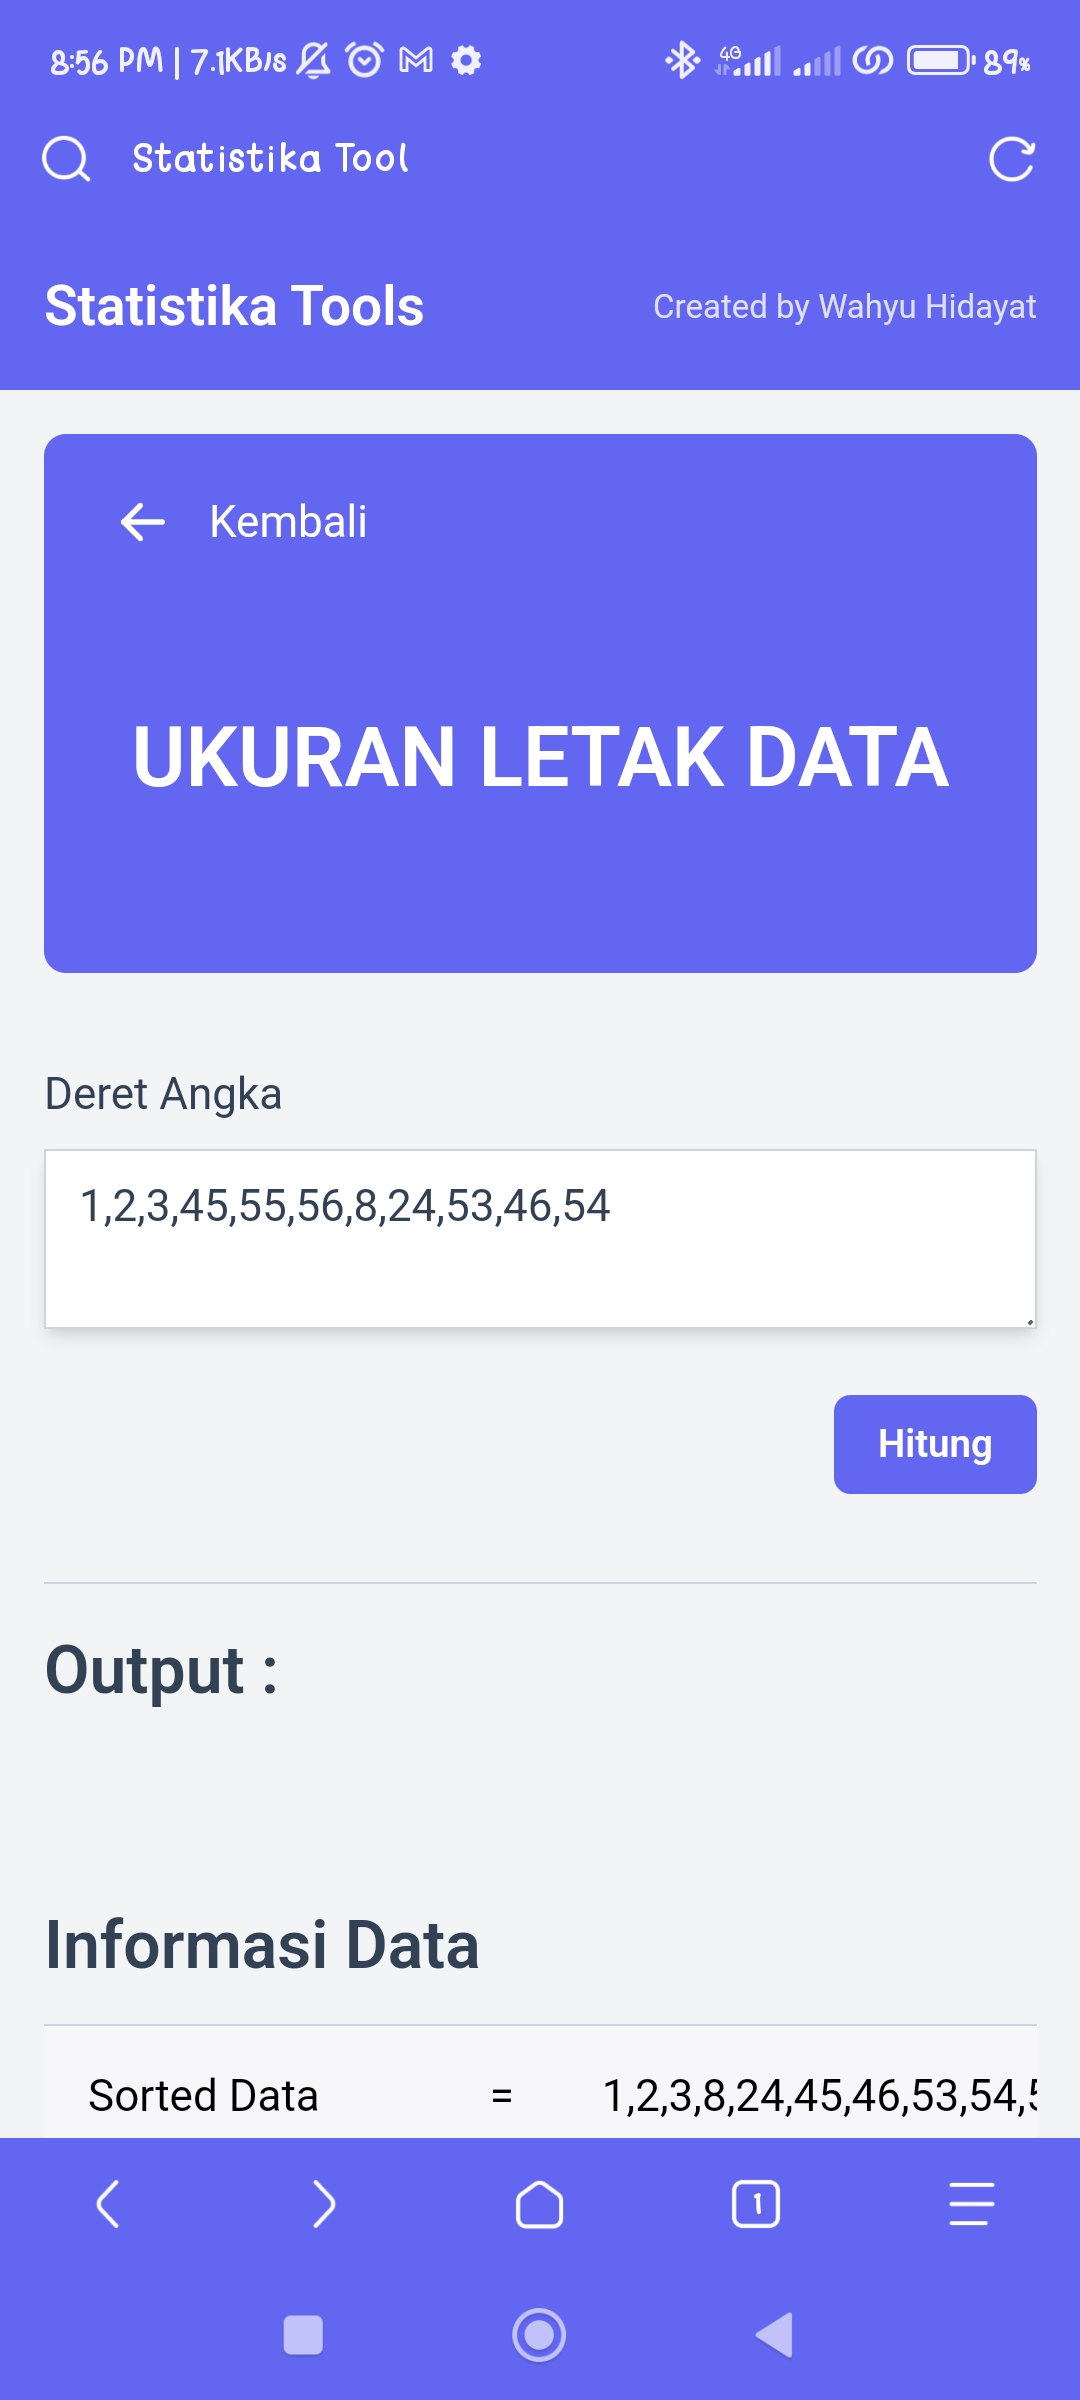 8:56 PM | 7.1KB/s 4G 89%
Statistika Tool
Statistika Tools Created by Wahyu Hidayat
Kembali
UKURAN LETAK DATA
Deret Angka
1,2,3,45,55,56,8,24,53,46,54
Hitung
Output :
Informasi Data
Sorted Data = 1,2,3,8,24,45,46,53,54,5
1